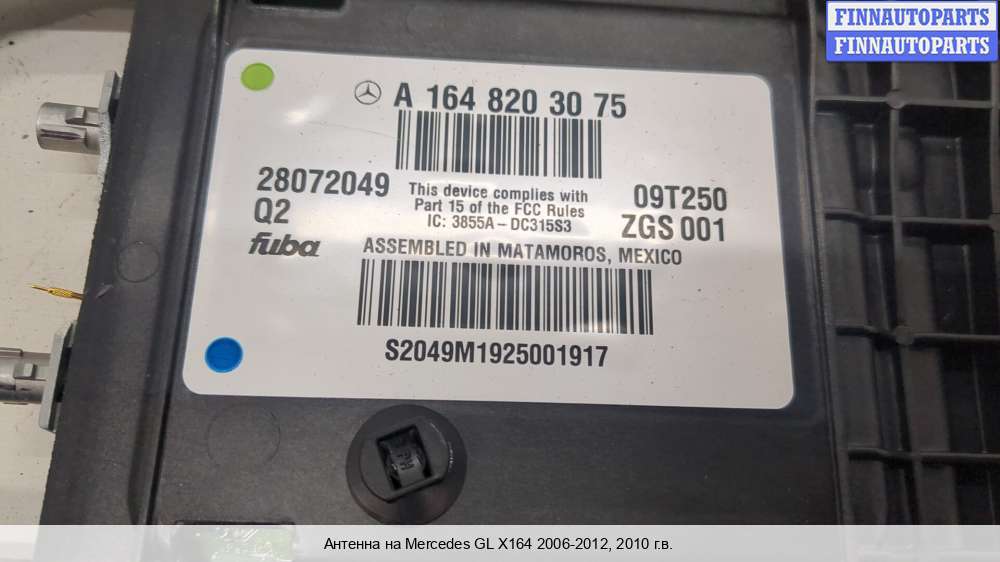 FINNAUTOPARTS
FINNAUTOPARTS
A 164 820 30 75
28072049
Q2
fuba
This device complies with
Part 15 of the FCC Rules
IC: 3855A - DC315S3
09T250
ZGS 001
ASSEMBLED IN MATAMOROS, MEXICO
S2049M1925001917
Антенна на Mercedes GL X164 2006-2012, 2010 г.в.